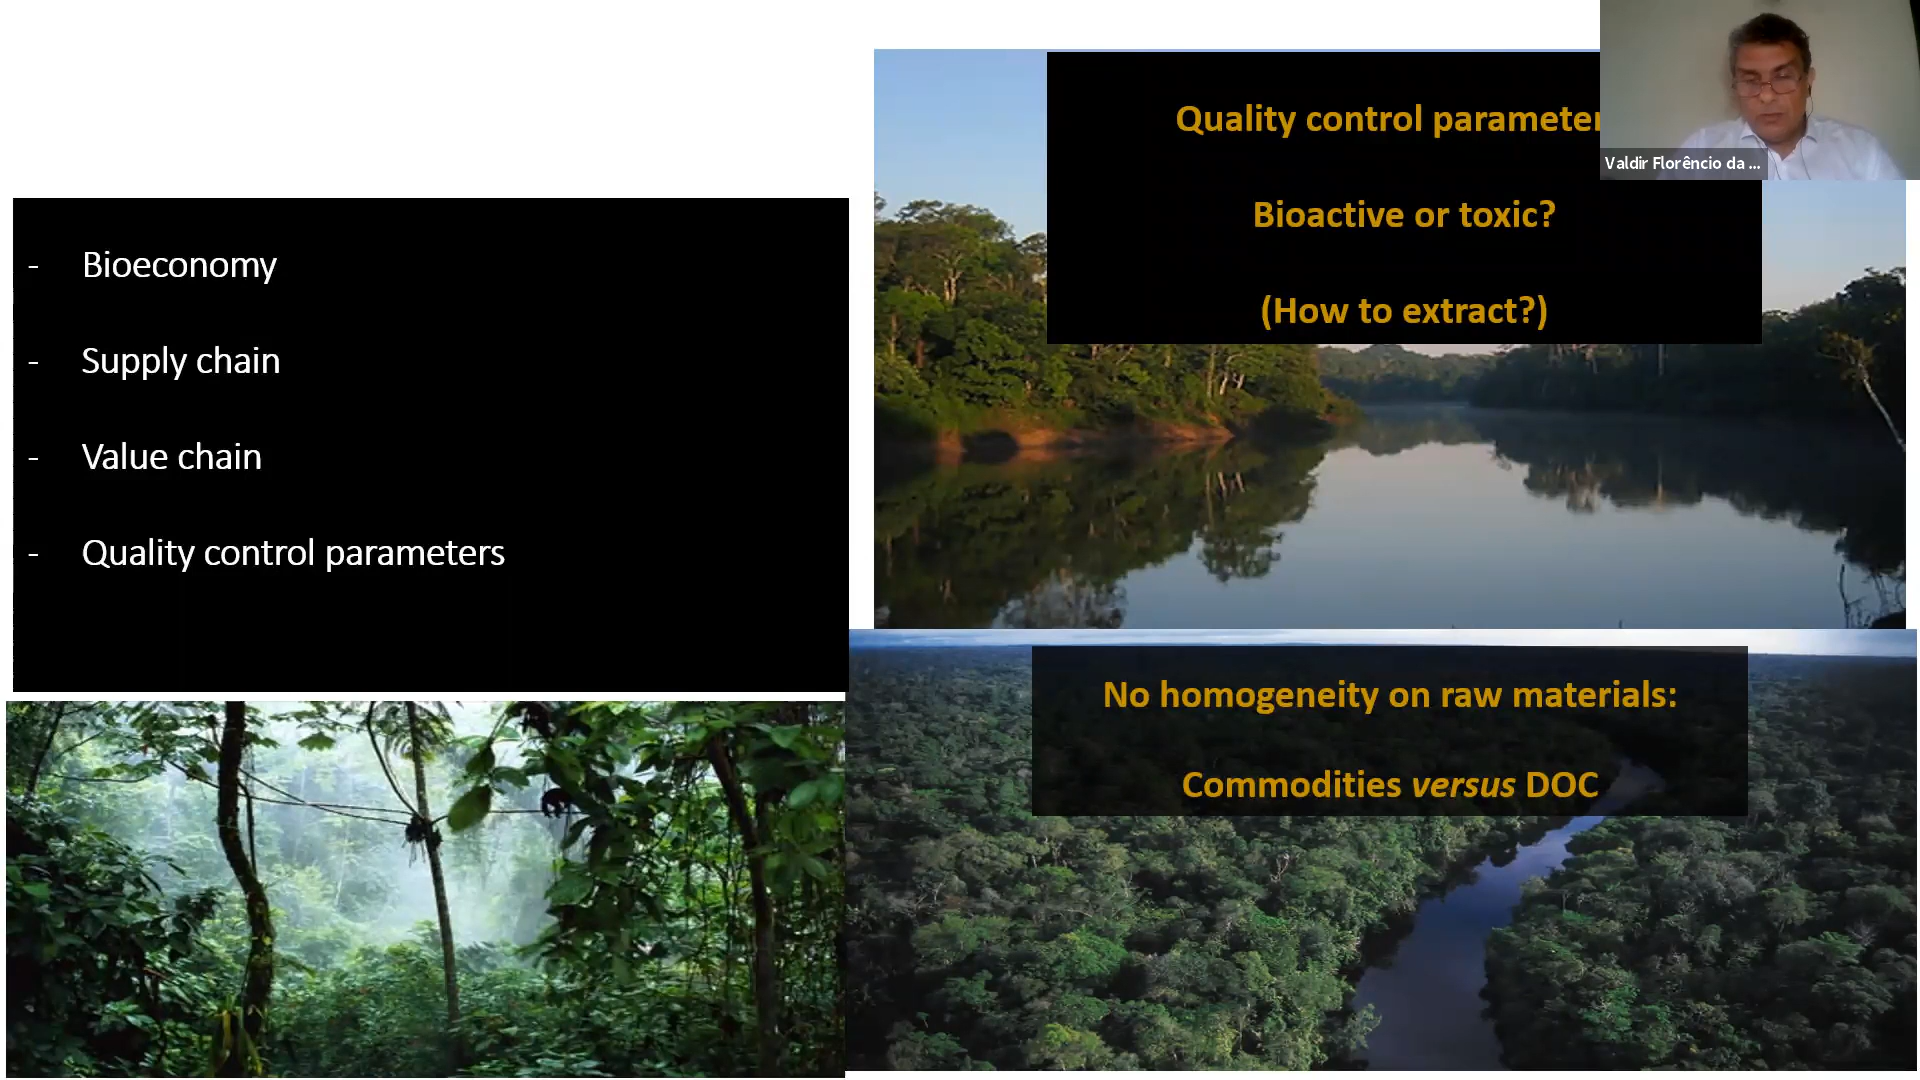 - Bioeconomy
- Supply chain
- Value chain
- Quality control parameters
Quality control parameter
Bioactive or toxic?
(How to extract?)
Valdir Florêncio da ...
No homogeneity on raw materials:
Commodities versus DOC